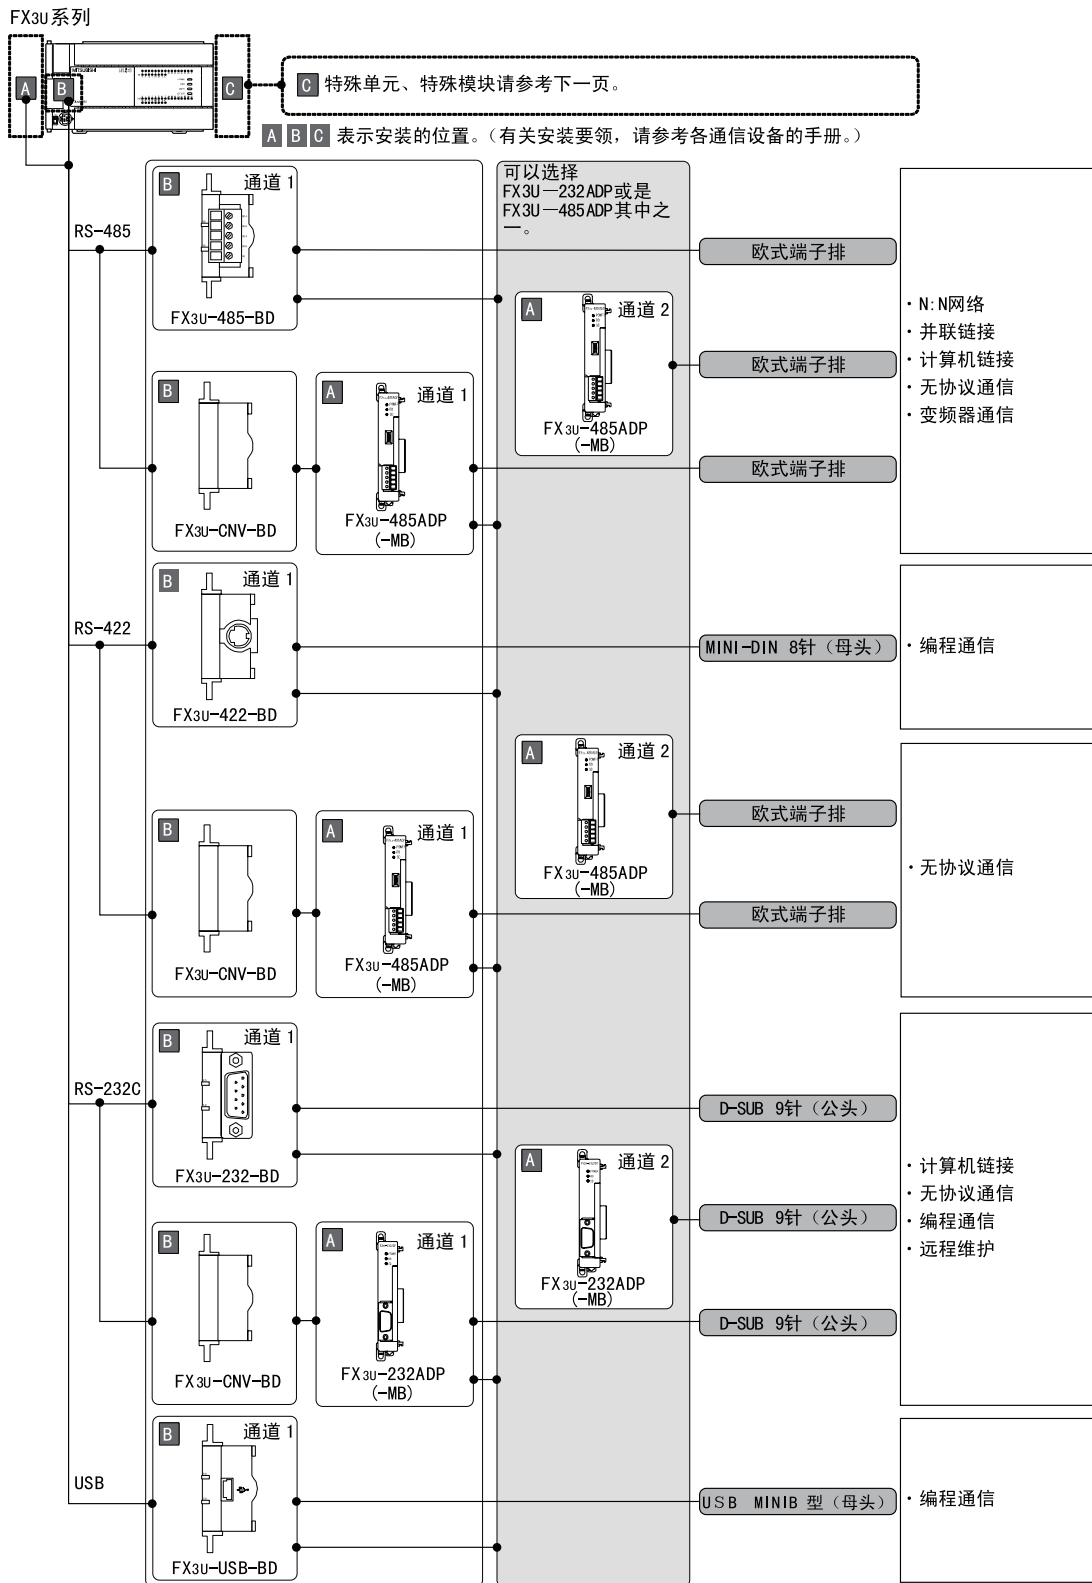 FX3U系列
MITSUBISHI
A
B
C
C 特殊单元、特殊模块请参考下一页。
A B C 表示安装的位置。（有关安装要领，请参考各通信设备的手册。）
可以选择
FX3U—232ADP或是
FX3U—485ADP其中之
一。
RS-485
B 通道 1
FX3U-485-BD
欧式端子排
A 通道 2
FX3U-485ADP
(-MB)
欧式端子排
B
FX3U-CNV-BD
A 通道 1
FX3U-485ADP
(-MB)
欧式端子排
・N:N网络
・并联链接
・计算机链接
・无协议通信
・变频器通信
RS-422
B 通道 1
FX3U-422-BD
MINI-DIN 8针（母头）
・编程通信
A 通道 2
FX3U-485ADP
(-MB)
欧式端子排
B
FX3U-CNV-BD
A 通道 1
FX3U-485ADP
(-MB)
欧式端子排
・无协议通信
RS-232C
B 通道 1
FX3U-232-BD
D-SUB 9针（公头）
A 通道 2
FX3U-232ADP
(-MB)
D-SUB 9针（公头）
B
FX3U-CNV-BD
A 通道 1
FX3U-232ADP
(-MB)
D-SUB 9针（公头）
・计算机链接
・无协议通信
・编程通信
・远程维护
USB
B 通道 1
FX3U-USB-BD
USB MINIB 型（母头）
・编程通信